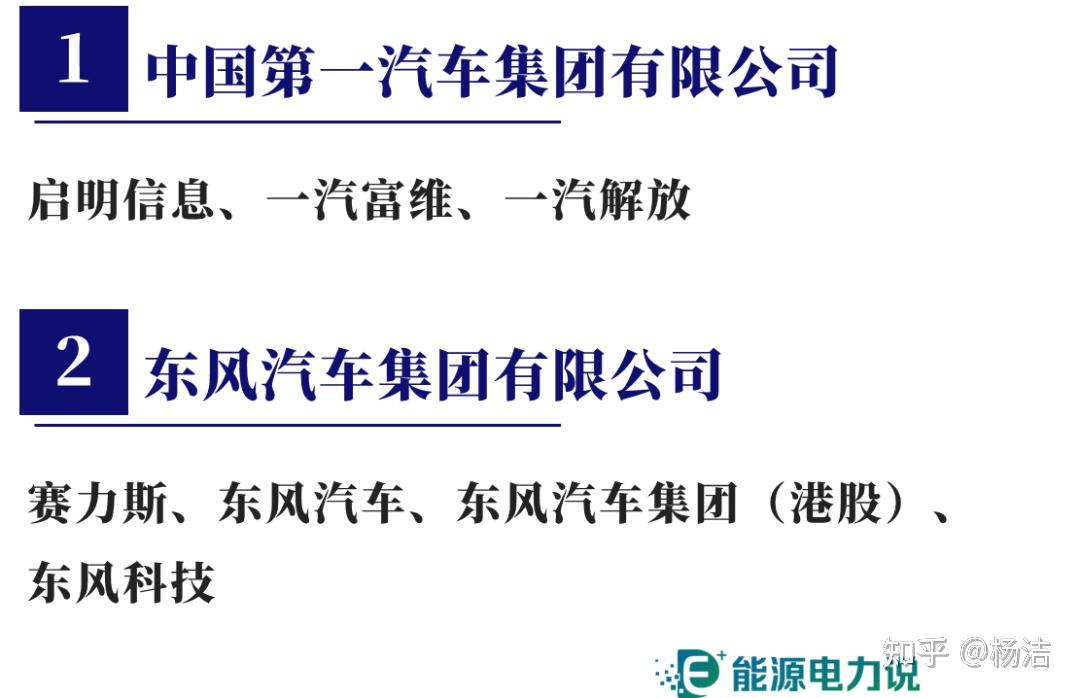 1
中国第一汽车集团有限公司
启明信息、一汽富维、一汽解放
2
东风汽车集团有限公司
赛力斯、东风汽车、东风汽车集团（港股）、
东风科技
能源电力说
知乎 @杨洁